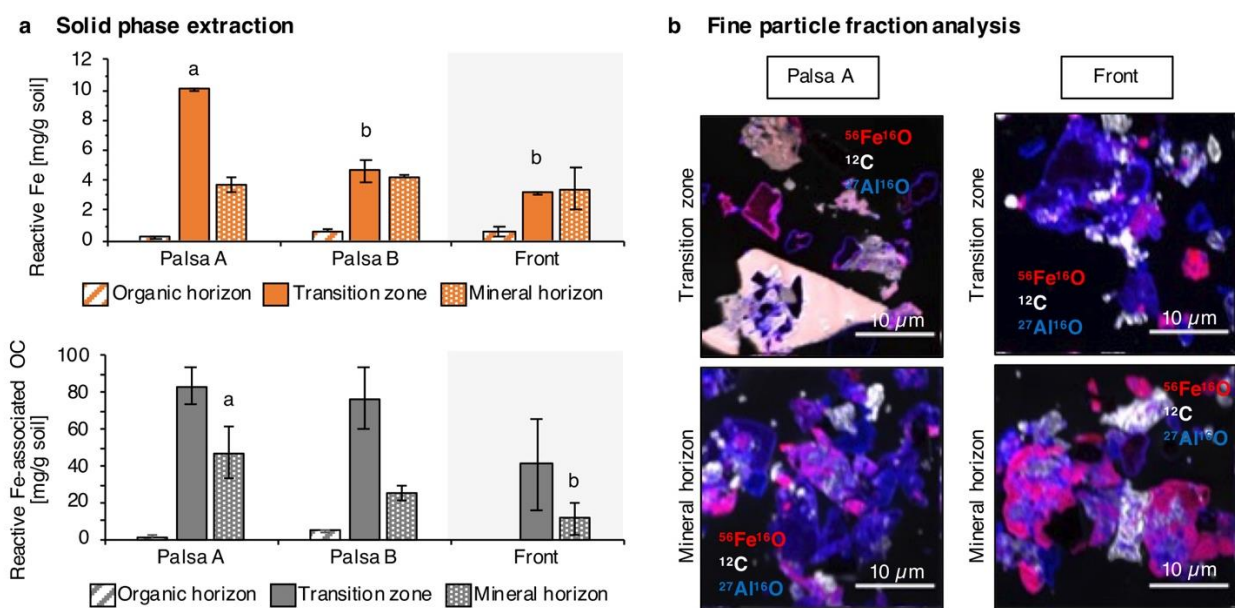 a Solid phase extraction
Reactive Fe [mg/g soil]
12
10
8
6
4
2
0
a
b
b
Palsa A
Palsa B
Front
Organic horizon
Transition zone
Mineral horizon
Reactive Fe-associated OC
[mg/g soil]
100
80
60
40
20
0
a
b
Palsa A
Palsa B
Front
Organic horizon
Transition zone
Mineral horizon
b Fine particle fraction analysis
Palsa A
Front
Transition zone
⁵⁶Fe¹⁶O
¹²C
²⁷Al¹⁶O
10 µm
Transition zone
⁵⁶Fe¹⁶O
¹²C
²⁷Al¹⁶O
10 µm
Mineral horizon
⁵⁶Fe¹⁶O
¹²C
²⁷Al¹⁶O
10 µm
Mineral horizon
⁵⁶Fe¹⁶O
¹²C
²⁷Al¹⁶O
10 µm